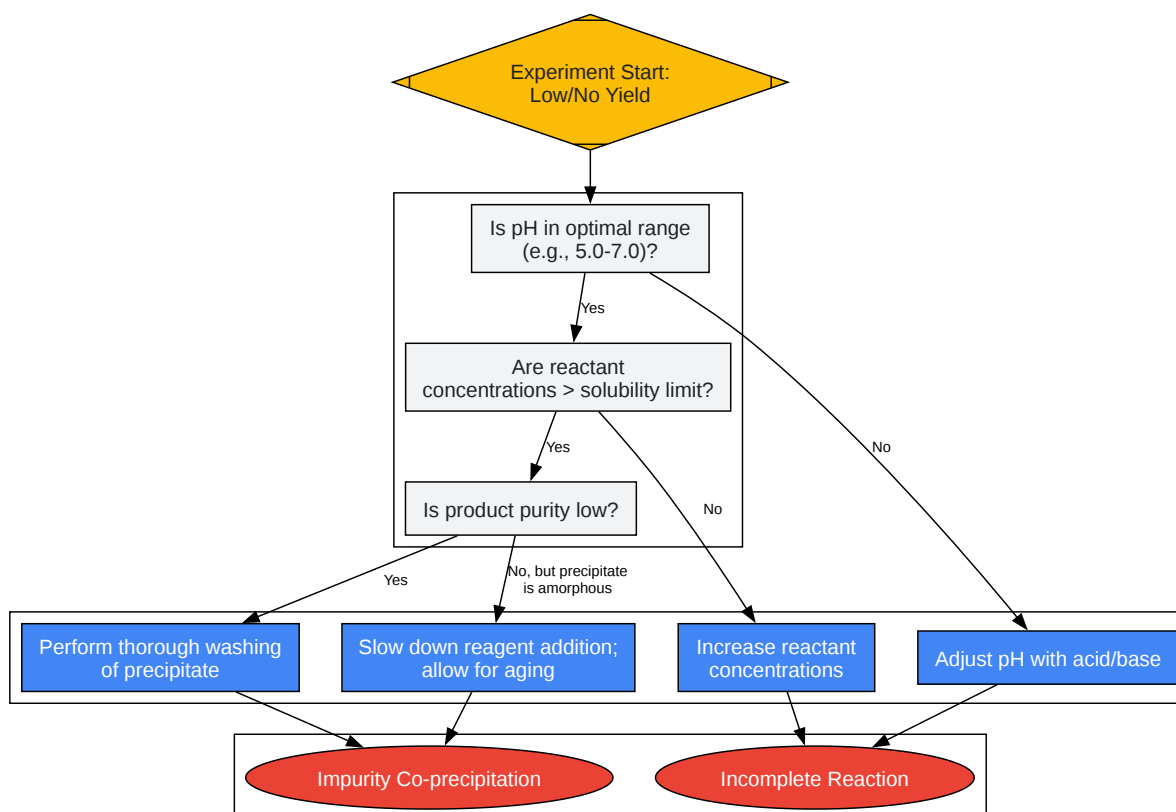 Experiment Start:
Low/No Yield
Is pH in optimal range
(e.g., 5.0-7.0)?
Yes
No
Are reactant
concentrations > solubility limit?
Yes
No
Is product purity low?
Yes
No, but precipitate
is amorphous
Perform thorough washing
of precipitate
Slow down reagent addition;
allow for aging
Increase reactant
concentrations
Adjust pH with acid/base
Impurity Co-precipitation
Incomplete Reaction